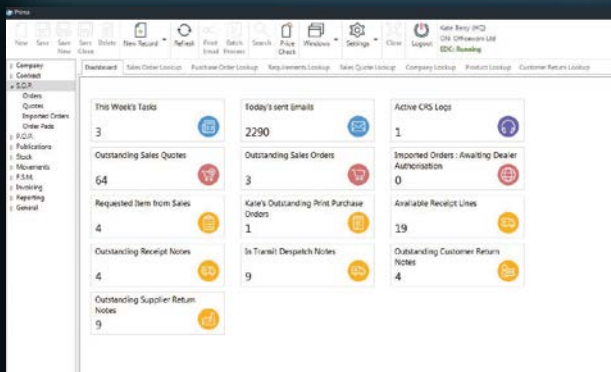 Prima
New
Save
Save New
Save Close
Delete
New Record
Refresh
Print Email
Batch Process
Search
Price Check
Windows
Settings
Close
Logout
Kate Berry (HQ)
EDC: Running
Company
Contract
S.O.P.
Orders
Quotes
Imported Orders
Order Pads
P.O.P.
Publications
Stock
Movements
F.S.M.
Invoicing
Reporting
General
Dashboard
Sales Order Lookup
Purchase Order Lookup
Requirements Lookup
Sales Quote Lookup
Company Lookup
Product Lookup
Customer Return Lookup
This Week's Tasks
3
Today's sent Emails
2290
Active CRS Logs
1
Outstanding Sales Quotes
64
Outstanding Sales Orders
3
Imported Orders : Awaiting Dealer
Authorisation
0
Requested Item from Sales
4
Kate's Outstanding Print Purchase
Orders
1
Available Receipt Lines
19
Outstanding Receipt Notes
4
In Transit Despatch Notes
9
Outstanding Customer Return
Notes
4
Outstanding Supplier Return
Notes
9